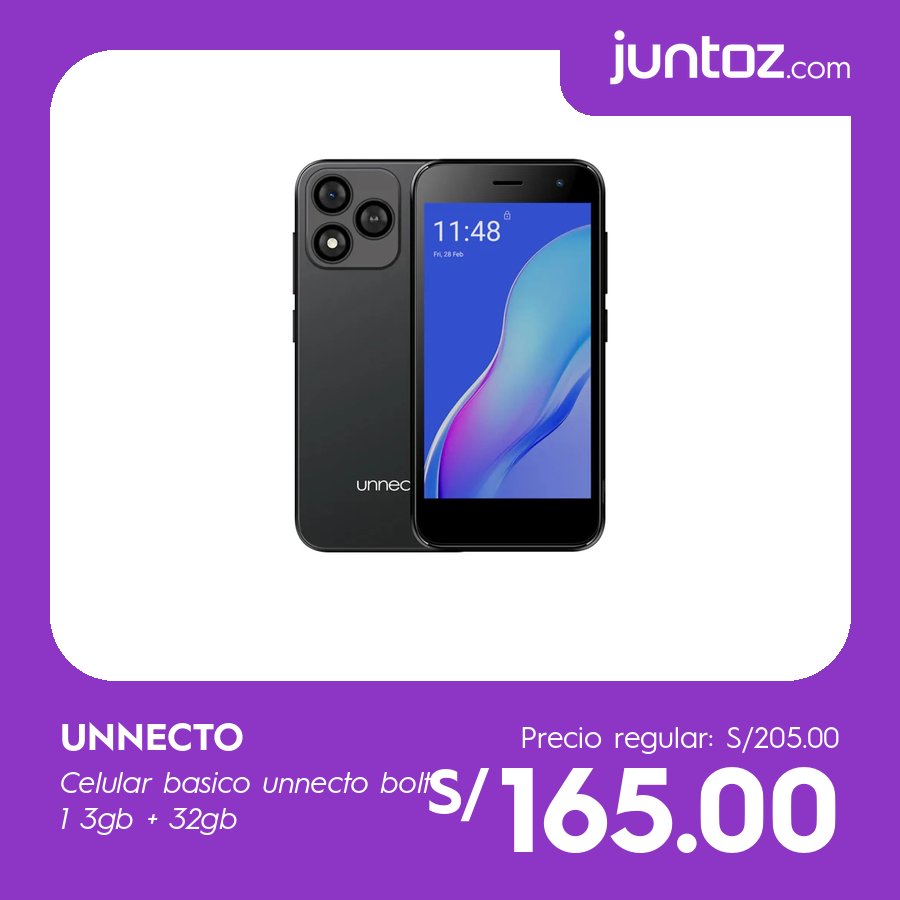 juntoz.com
11:48
Fri, 28 Feb
unnec
UNNECTO
Celular basico unnecto bolt
1 3gb + 32gb
Precio regular: S/205.00
S/165.00